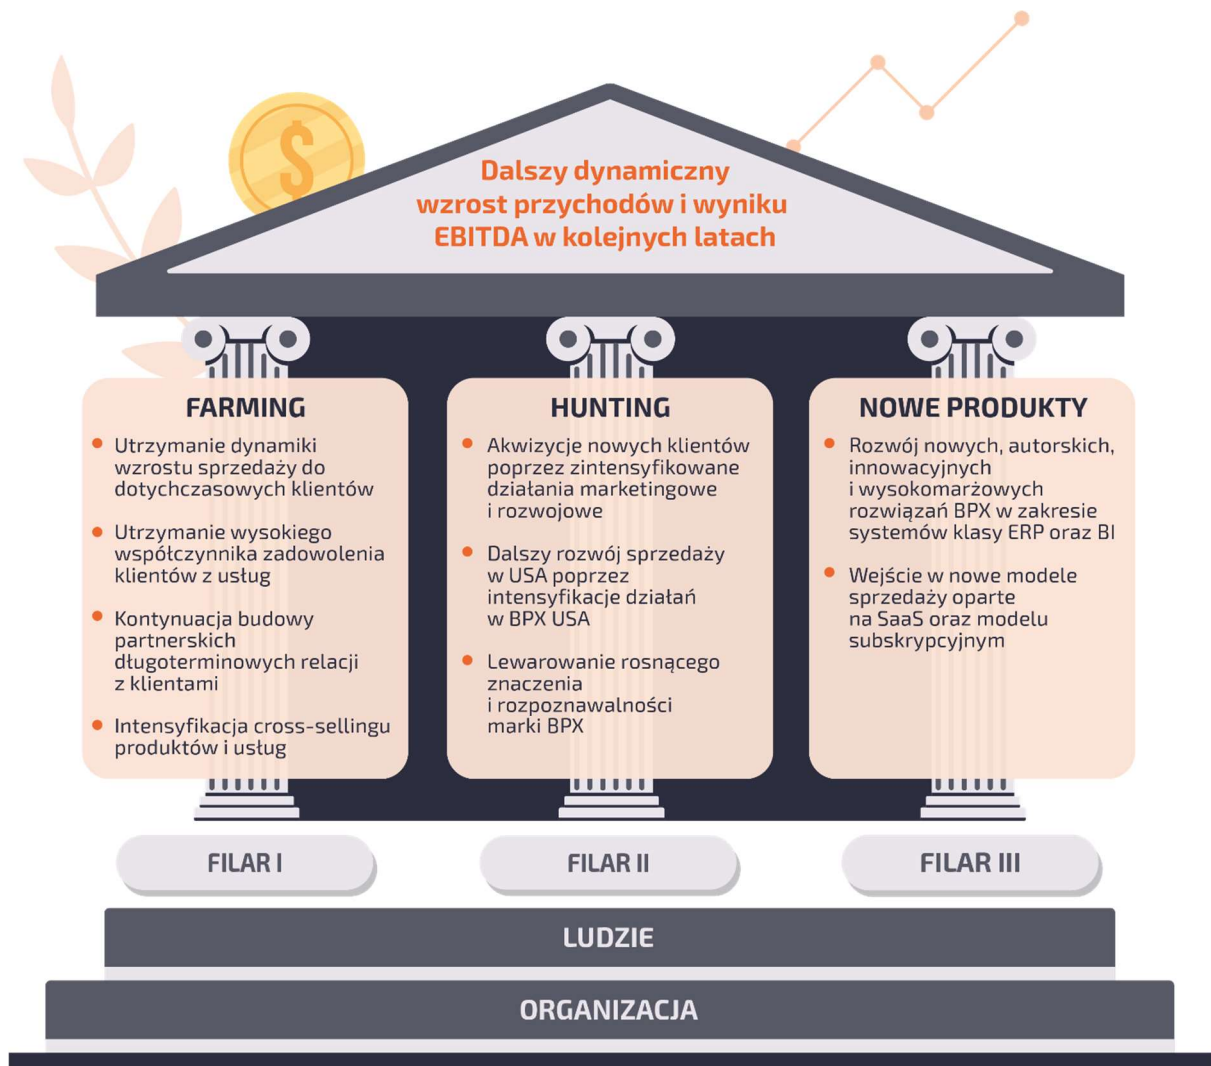 $
Dalszy dynamiczny
wzrost przychodów i wyniku
EBITDA w kolejnych latach
FARMING
Utrzymanie dynamiki
wzrostu sprzedaży do
dotychczasowych klientów
Utrzymanie wysokiego
współczynnika zadowolenia
klientów z usług
Kontynuacja budowy
partnerskich
długoterminowych relacji
z klientami
Intensyfikacja cross-sellingu
produktów i usług
HUNTING
Akwizycje nowych klientów
poprzez zintensyfikowane
działania marketingowe
i rozwojowe
Dalszy rozwój sprzedaży
w USA poprzez
intensyfikacje działań
w BPX USA
Lewarowanie rosnącego
znaczenia
i rozpoznawalności
marki BPX
NOWE PRODUKTY
Rozwój nowych, autorskich,
innowacyjnych
i wysokomarżowych
rozwiązań BPX w zakresie
systemów klasy ERP oraz BI
Wejście w nowe modele
sprzedaży oparte
na SaaS oraz modelu
subskrypcyjnym
FILAR I
FILAR II
FILAR III
LUDZIE
ORGANIZACJA